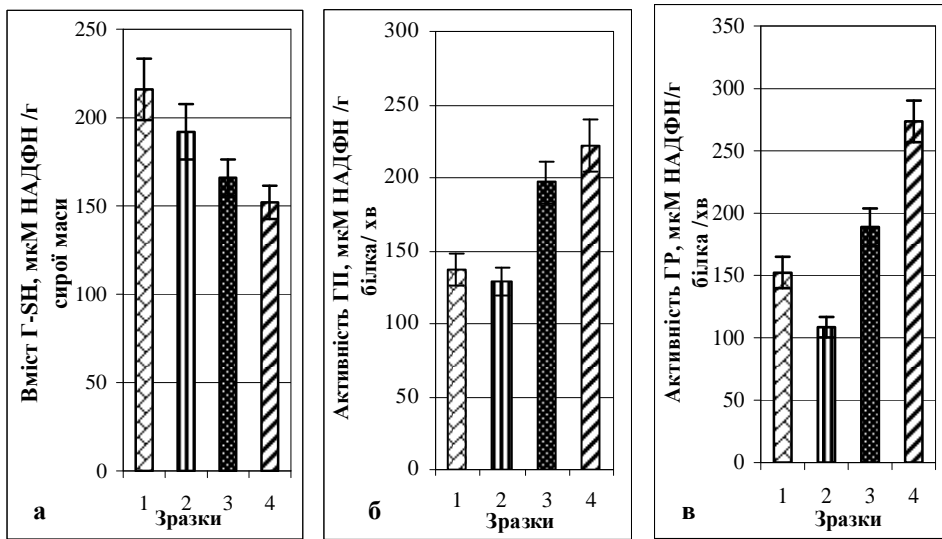 Вміст Г-SH, мкМ НАДФН /г
сирої маси
250
200
150
100
50
0
1 2 3 4
Зразки
а
Активність ГП, мкМ НАДФН/г
білка/ хв
300
250
200
150
100
50
0
1 2 3 4
Зразки
б
Активність ГР, мкМ НАДФН/г
білка /хв
350
300
250
200
150
100
50
0
1 2 3 4
Зразки
в